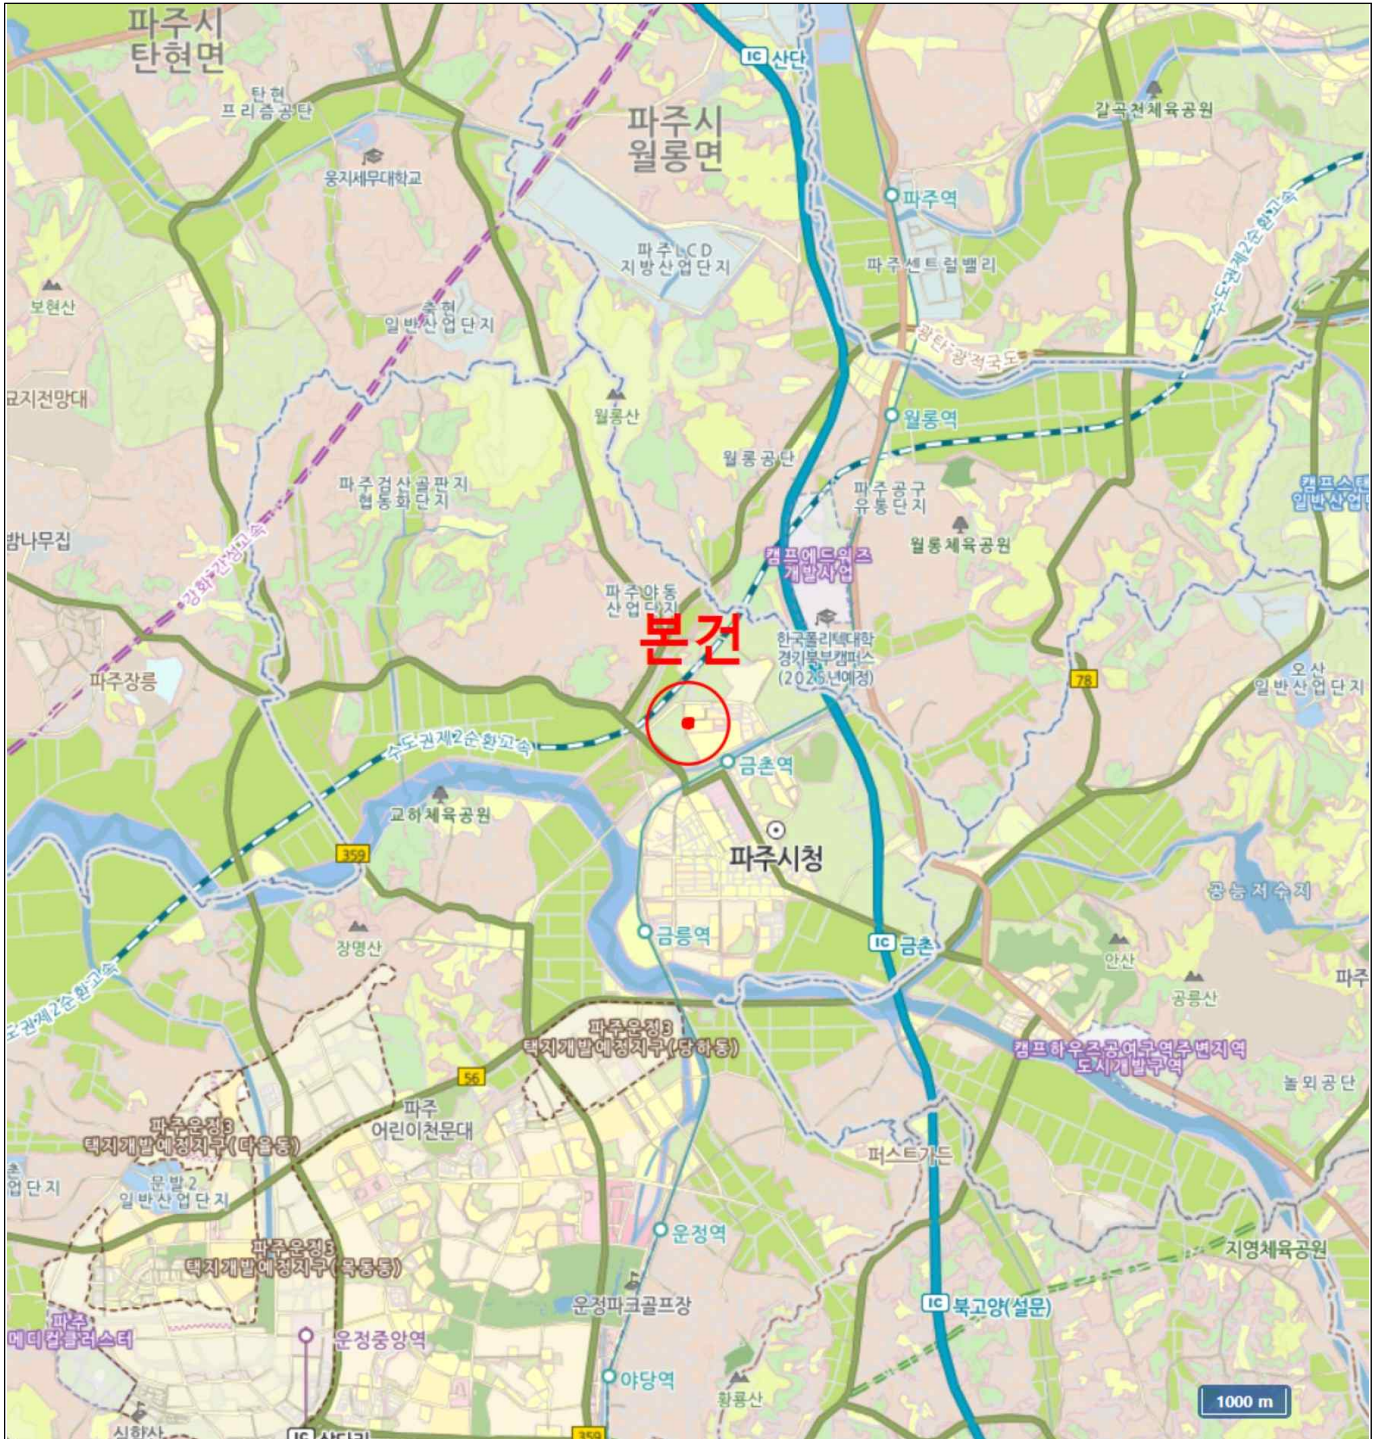 파주시
탄현면
IC 산단
탄현
프리즘공단
파주시
월롱면
갈곡천체육공원
웅지세무대학교
파주역
수도권제2순환고속
파주LCD
지방산업단지
파주센트럴밸리
보현산
축현
일반산업단지
광탄-광적국도
묘지전망대
월롱산
월롱역
월롱공단
파주검산골판지
협동화단지
파주공구
유통단지
밤나무집
강화-간성고속
월롱체육공원
캠프에드워즈
개발사업
파주야동
산업단지
본건
한국폴리텍대학
경기북부캠퍼스
파주장릉
78
오산
일반산업단지
수도권제2순환고속
금촌역
교하체육공원
359
파주시청
공릉저수지
장명산
금릉역
IC 금촌
안산
공릉산
파주
도권제2순환고속
파주운정3
택지개발예정지구(당하동)
캠프하우즈공여구역주변지역
도시개발구역
56
놀뫼공단
파주
어린이천문대
파주운정3
택지개발예정지구(다율동)
퍼스트가든
업단지
문발2
일반산업단지
운정역
지영체육공원
파주운정3
택지개발예정지구(목동동)
운정파크골프장
IC 북고양(설문)
파주
메디컬클러스터
운정중앙역
야당역
황룡산
1000 m
심학산
359